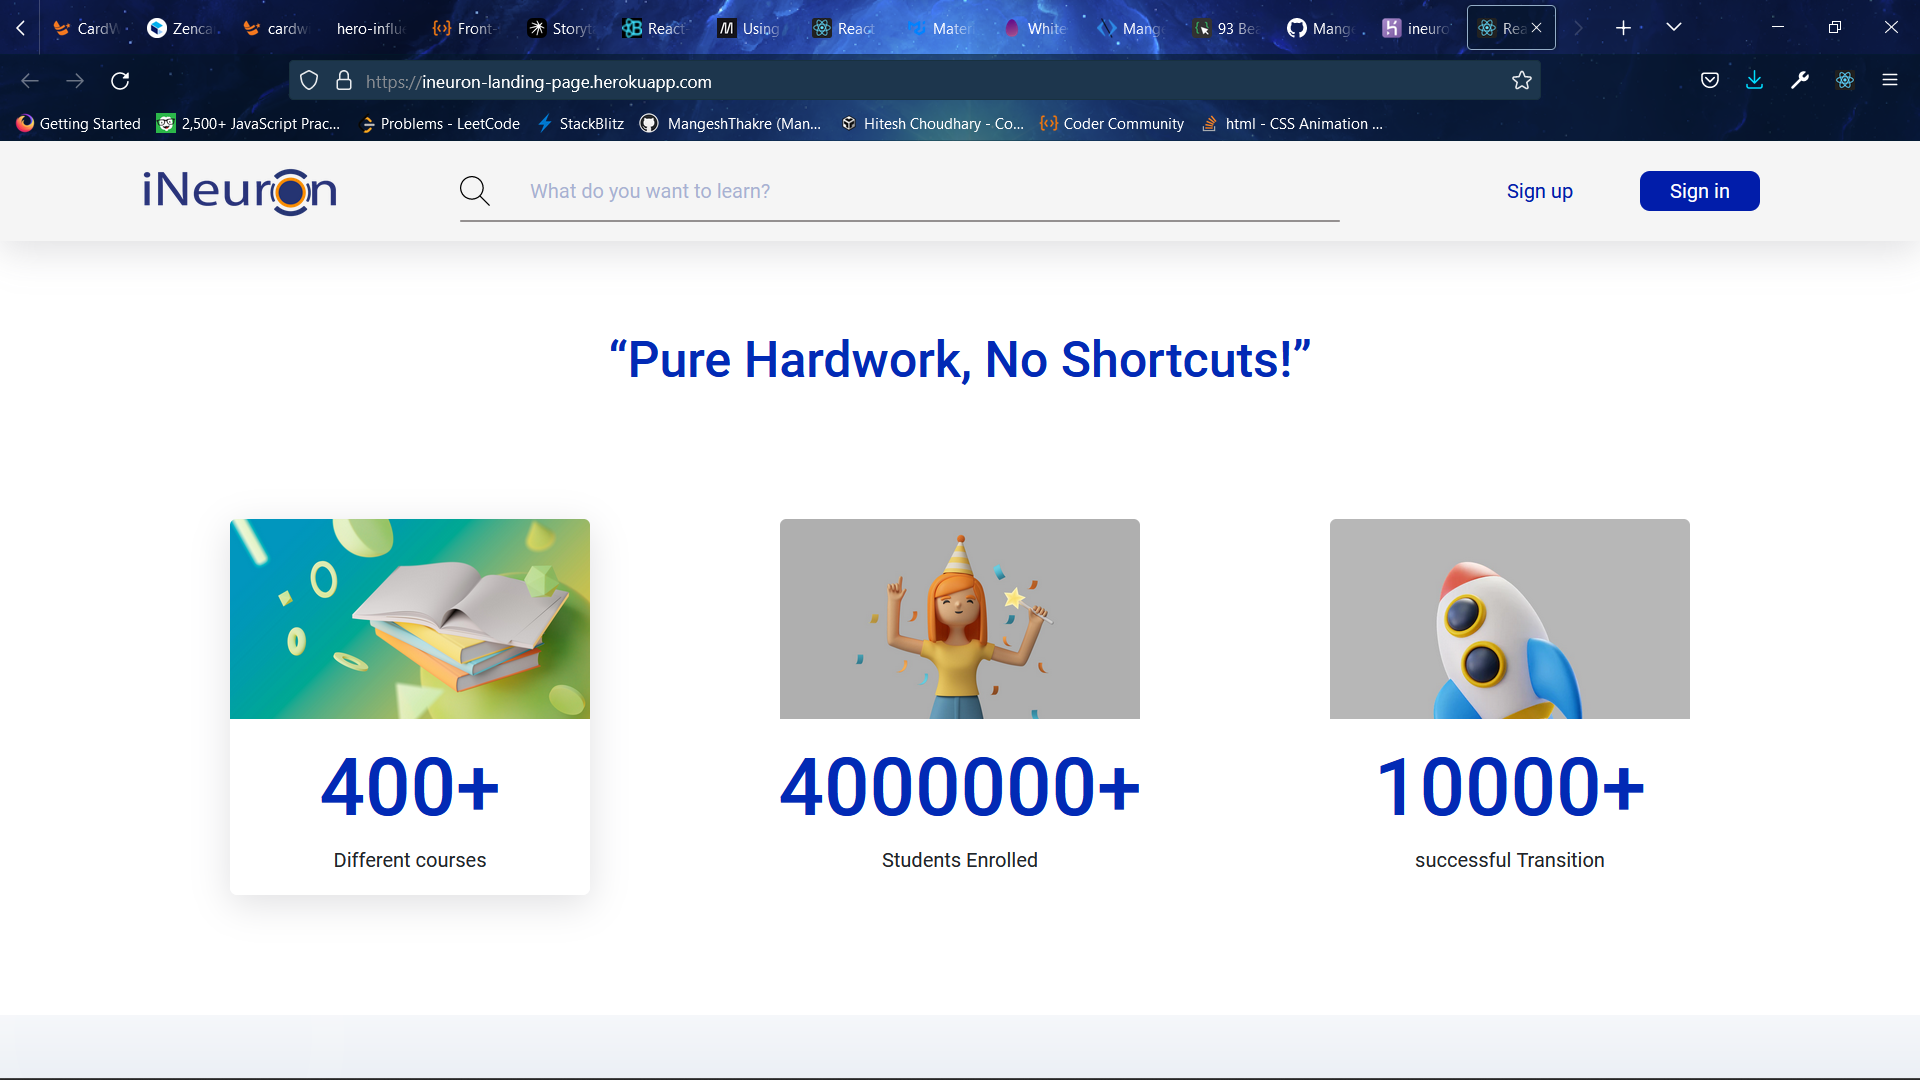 CardW
Zenca
cardw
hero-influ
Front-
Storyt
React-
Using
React
Mater
White
Mang
93 Bea
Mange
ineuro
Rea
https://ineuron-landing-page.herokuapp.com
Getting Started
2,500+ JavaScript Prac...
Problems - LeetCode
StackBlitz
MangeshThakre (Man...
Hitesh Choudhary - Co...
Coder Community
html - CSS Animation ...
iNeuron
What do you want to learn?
Sign up
Sign in
“Pure Hardwork, No Shortcuts!”
400+
Different courses
4000000+
Students Enrolled
10000+
successful Transition